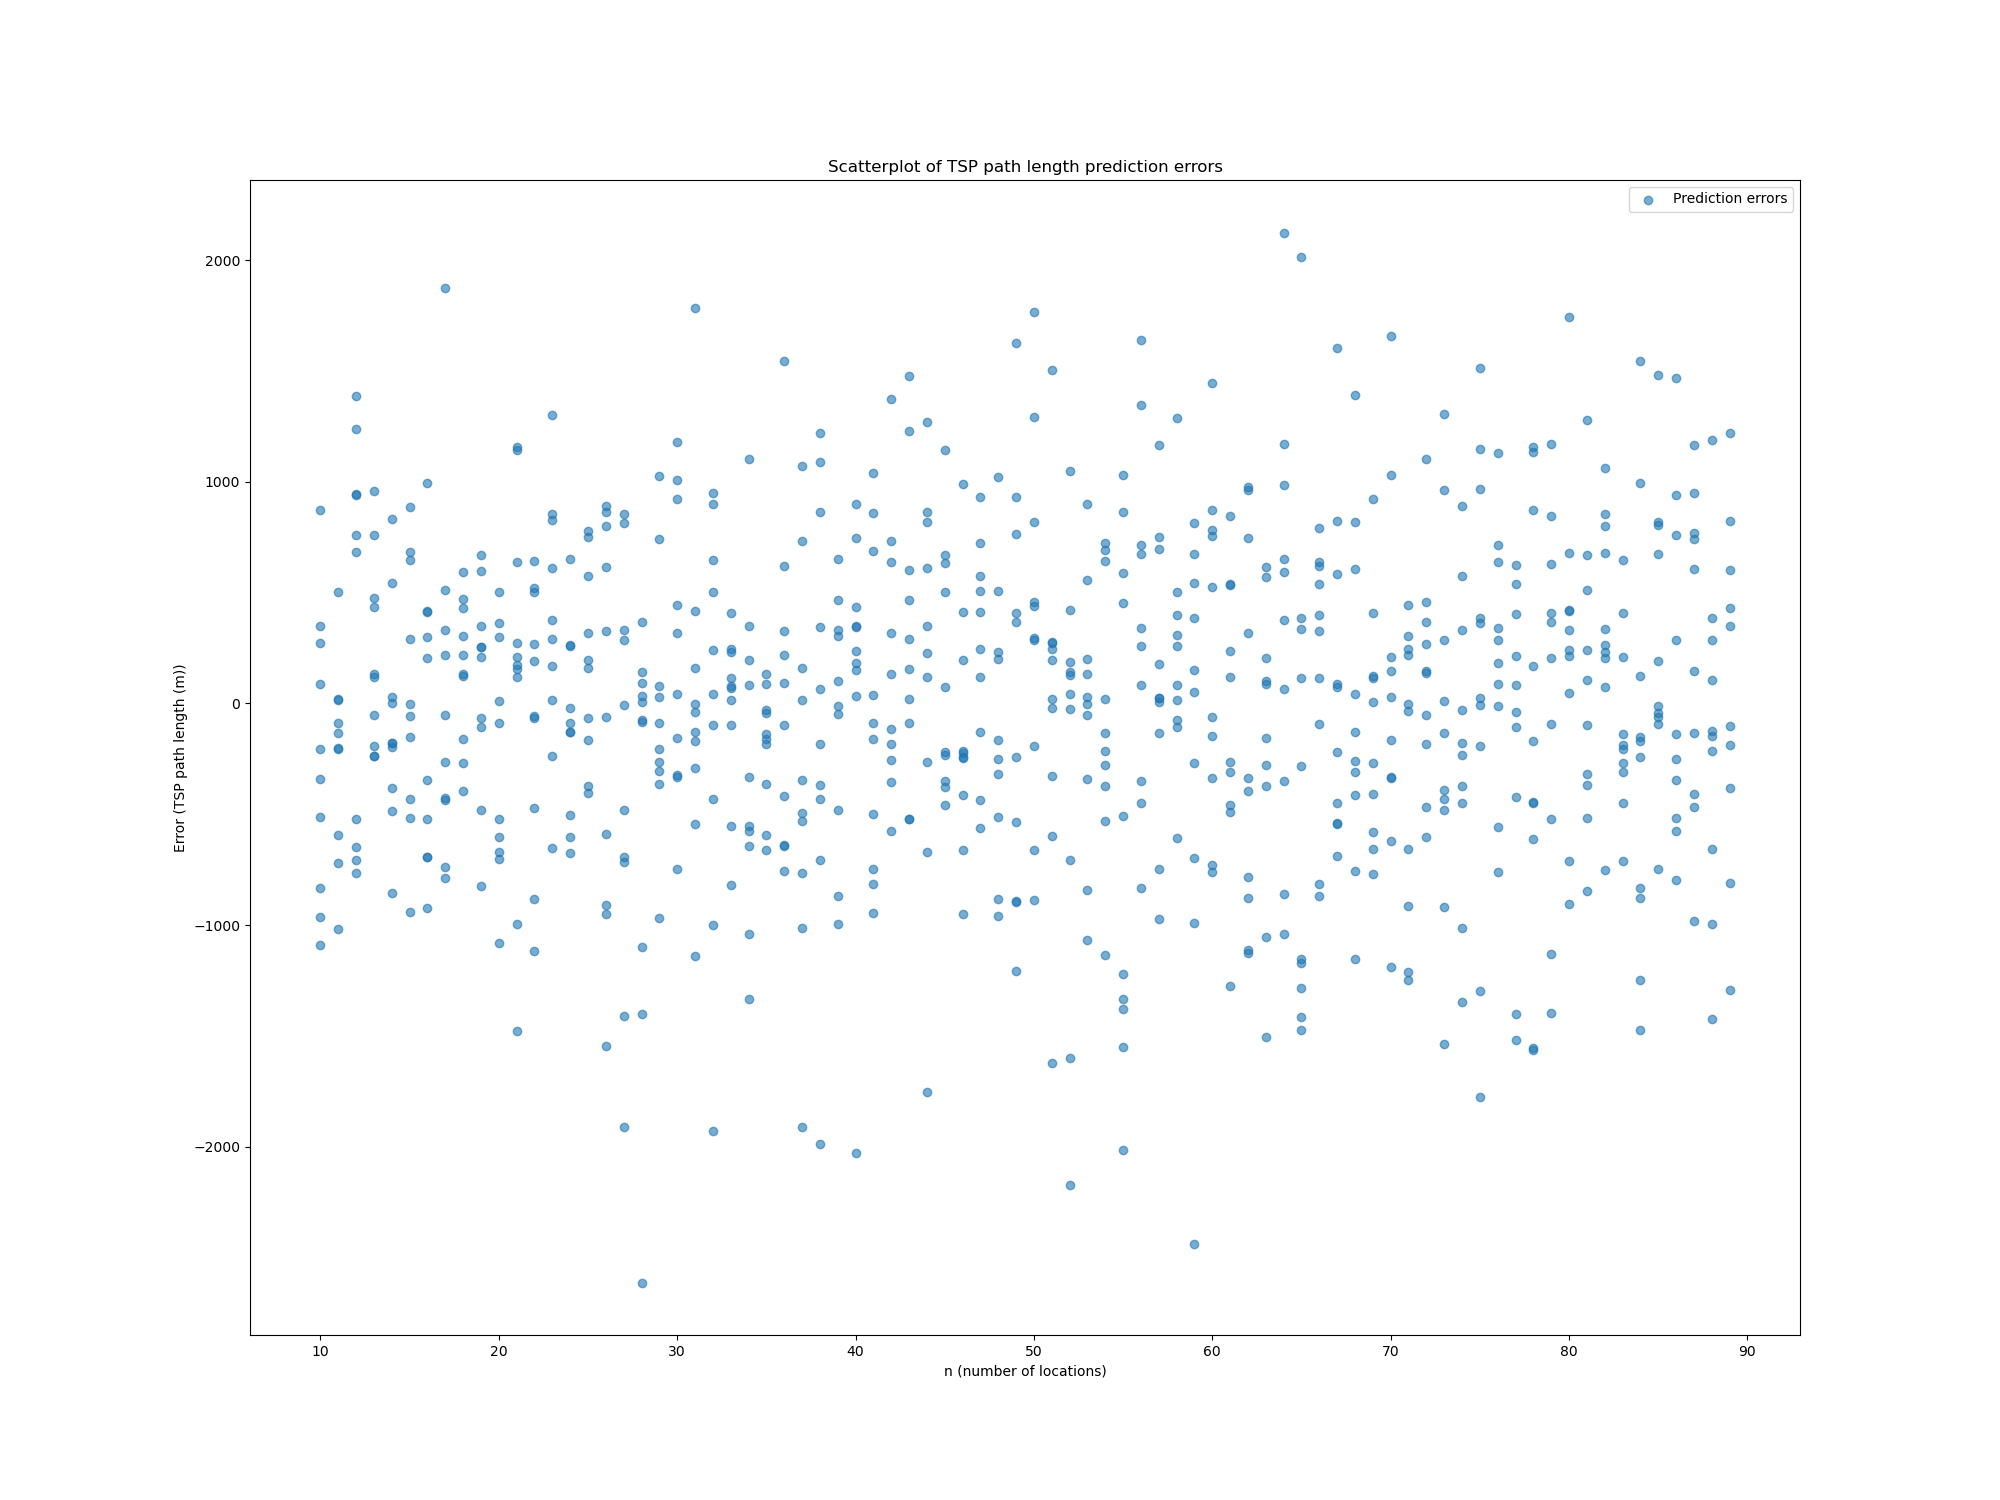 Scatterplot of TSP path length prediction errors
Prediction errors
2000
1000
0
−1000
−2000
Error (TSP path length (m))
10 20 30 40 50 60 70 80 90
n (number of locations)